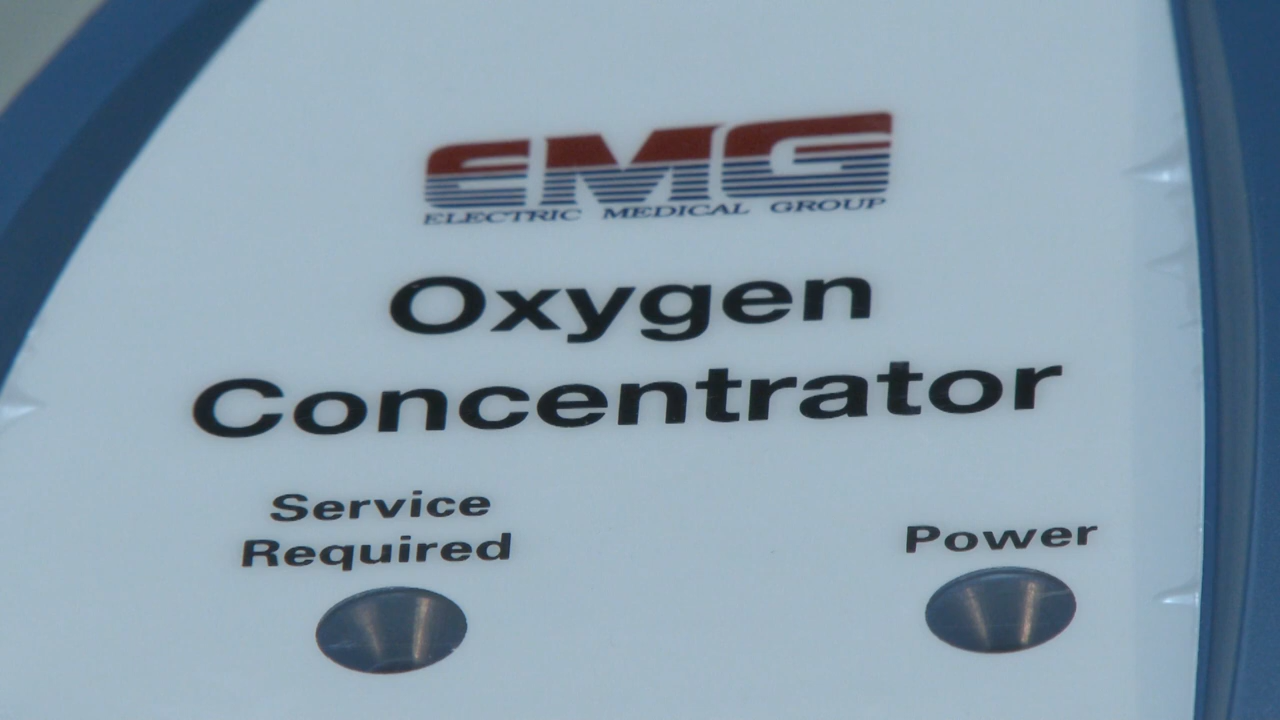 EMG
ELECTRIC MEDICAL GROUP
Oxygen
Concentrator
Service
Required
Power